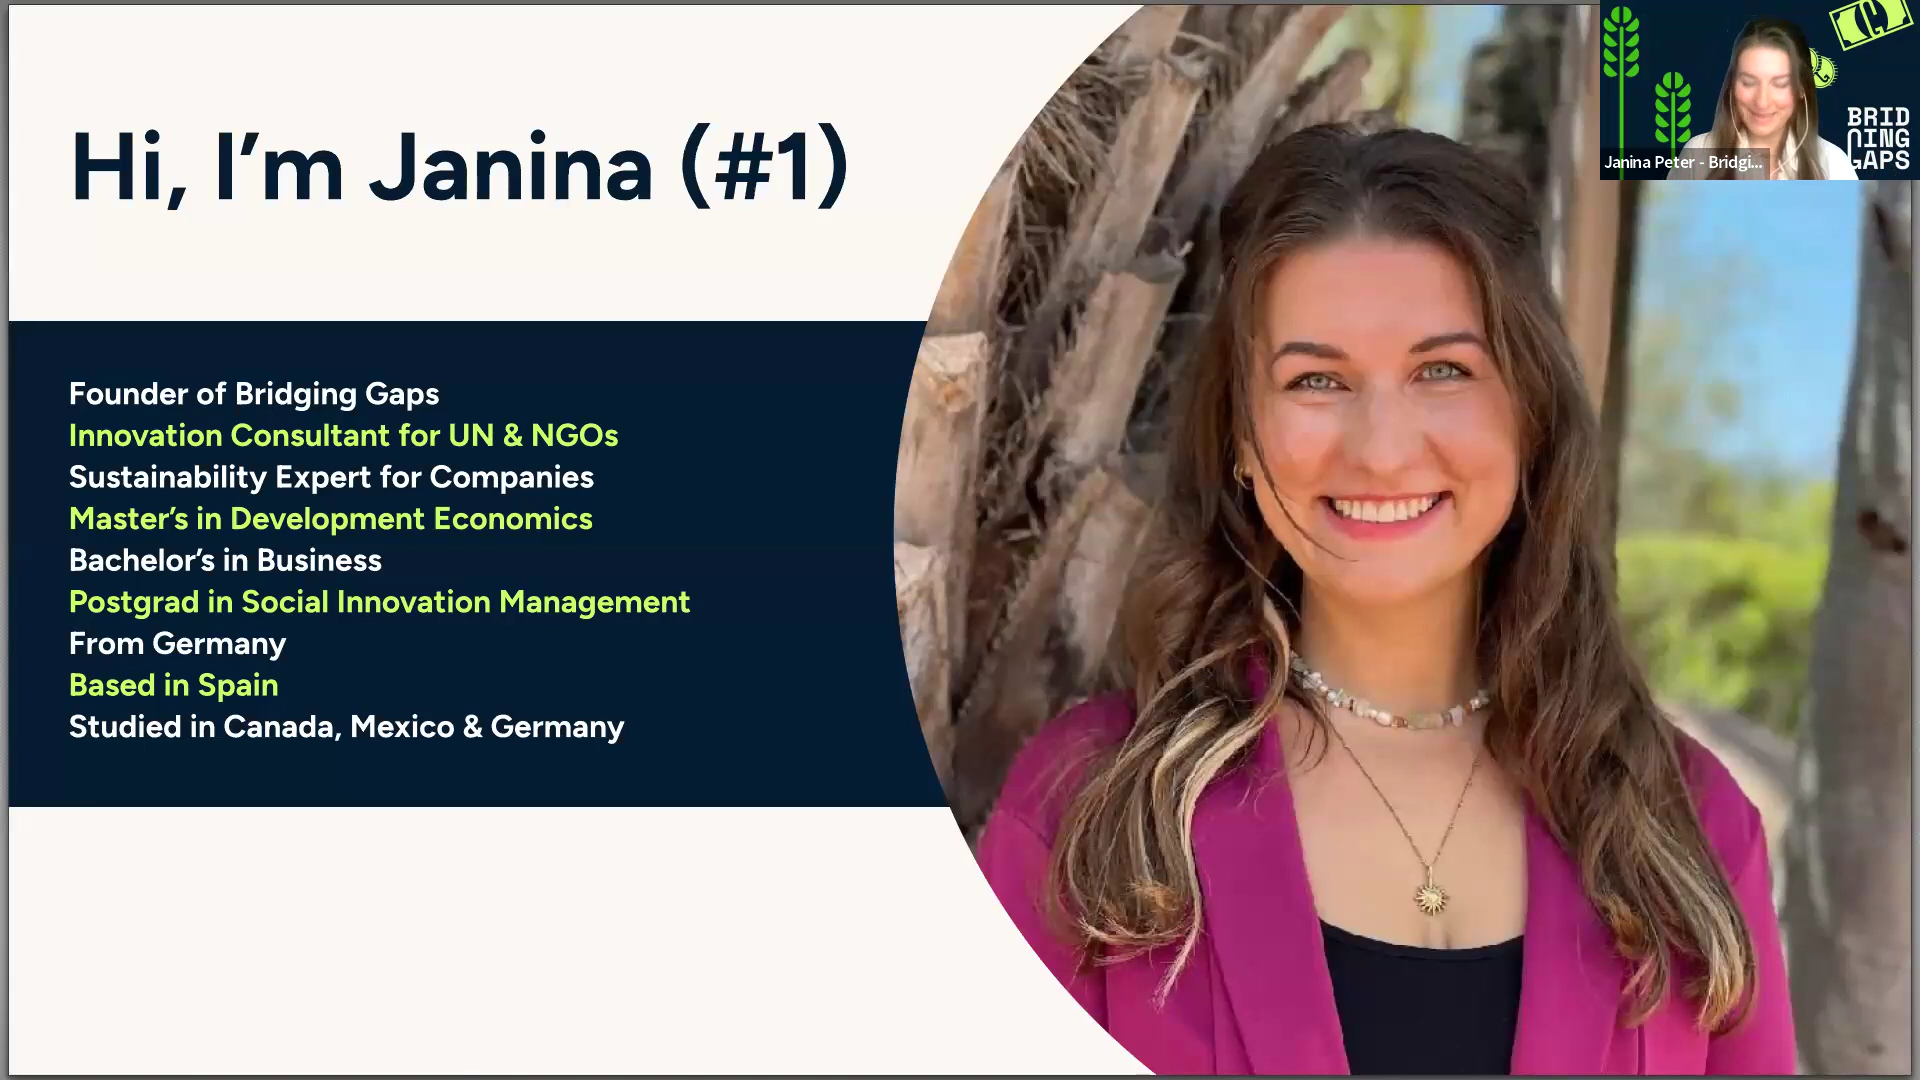 Hi, I’m Janina (#1)
Founder of Bridging Gaps
Innovation Consultant for UN & NGOs
Sustainability Expert for Companies
Master’s in Development Economics
Bachelor’s in Business
Postgrad in Social Innovation Management
From Germany
Based in Spain
Studied in Canada, Mexico & Germany
Janina Peter - Bridgi...
BRID
GING
GAPS